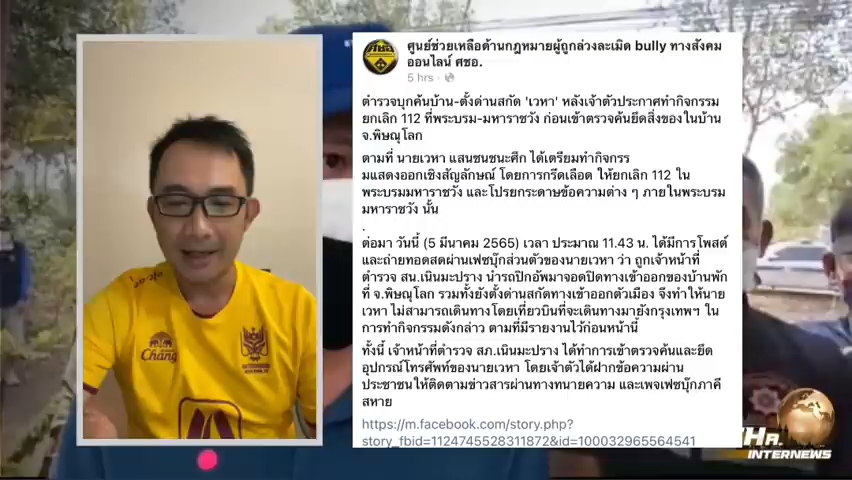 ศูนย์ช่วยเหลือด้านกฎหมายผู้ถูกล่วงละเมิด bully ทางสังคม
ออนไลน์ ศชอ.
5 hrs ·
ตำรวจบุกค้นบ้าน-ตั้งด่านสกัด 'เวหา' หลังเจ้าตัวประกาศทำกิจกรรม
ยกเลิก 112 ที่พระบรม-มหาราชวัง ก่อนเข้าตรวจค้นยึดสิ่งของในบ้าน
จ.พิษณุโลก
ตามที่ นายเวหา แสนชนชนะศึก ได้เตรียมทำกิจกรร
มแสดงออกเชิงสัญลักษณ์ โดยการกรีดเลือด ให้ยกเลิก 112 ใน
พระบรมมหาราชวัง และโปรยกระดาษข้อความต่าง ๆ ภายในพระบรม
มหาราชวัง นั้น
.
ต่อมา วันนี้ (5 มีนาคม 2565) เวลา ประมาณ 11.43 น. ได้มีการโพสต์
และถ่ายทอดสดผ่านเฟซบุ๊กส่วนตัวของนายเวหา ว่า ถูกเจ้าหน้าที่
ตำรวจ สน.เนินมะปราง นำรถปิกอัพมาจอดปิดทางเข้าออกของบ้านพัก
ที่ จ.พิษณุโลก รวมทั้งยังตั้งด่านสกัดทางเข้าออกตัวเมือง จึงทำให้นาย
เวหา ไม่สามารถเดินทางโดยเที่ยวบินที่จะเดินทางมายังกรุงเทพฯ ใน
การทำกิจกรรมดังกล่าว ตามที่มีรายงานไว้ก่อนหน้านี้
ทั้งนี้ เจ้าหน้าที่ตำรวจ สภ.เนินมะปราง ได้ทำการเข้าตรวจค้นและยึด
อุปกรณ์โทรศัพท์ของนายเวหา โดยเจ้าตัวได้ฝากข้อความผ่าน
ประชาชนให้ติดตามข่าวสารผ่านทางทนายความ และเพจเฟซบุ๊กภาคี
สหาย
https://m.facebook.com/story.php?
story_fbid=1124745528311872&id=100032965564541
ศชอ
Chang
INTERNEWS